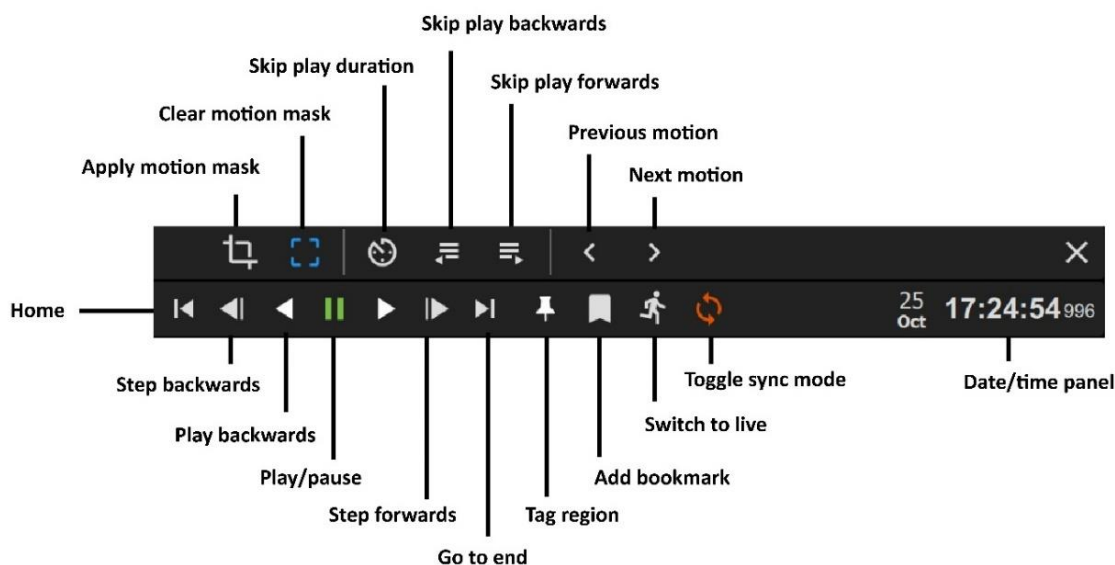 Skip play backwards
Skip play duration
Skip play forwards
Clear motion mask
Previous motion
Apply motion mask
Next motion
Home
25
Oct
17:24:54 996
Step backwards
Toggle sync mode
Date/time panel
Play backwards
Switch to live
Play/pause
Add bookmark
Step forwards
Tag region
Go to end